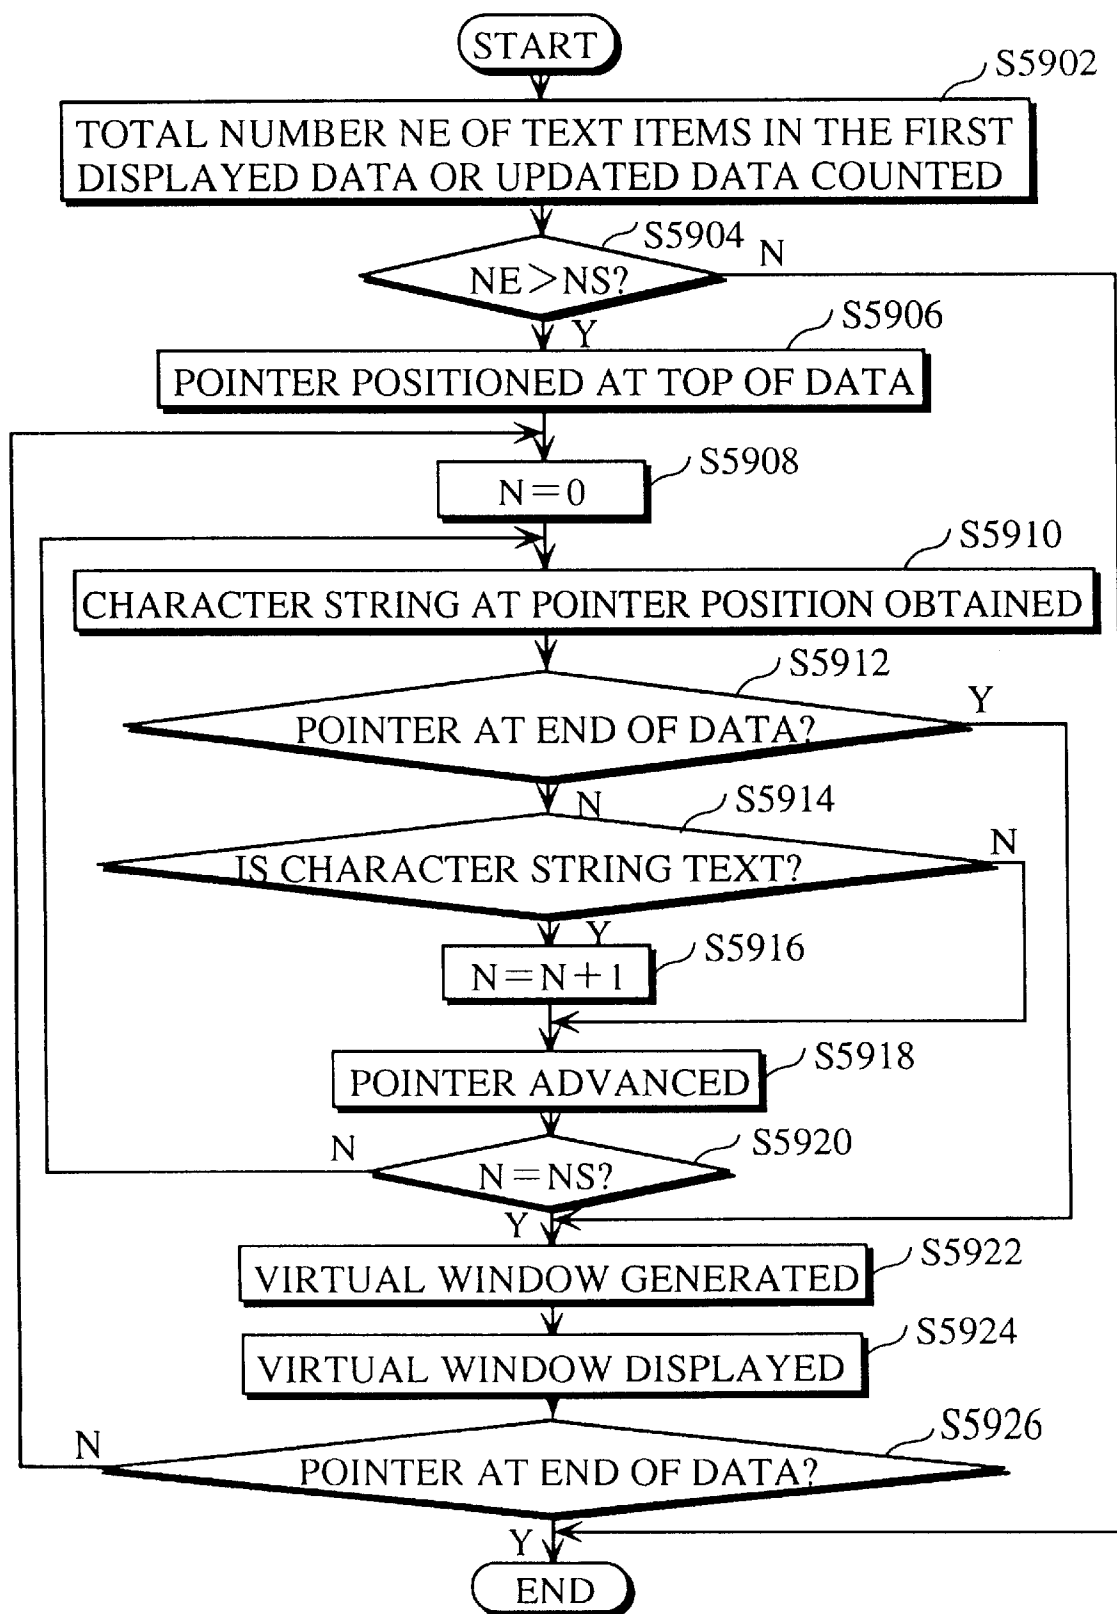 START
S5902
TOTAL NUMBER NE OF TEXT ITEMS IN THE FIRST
DISPLAYED DATA OR UPDATED DATA COUNTED
S5904
NE>NS?
N
Y
S5906
POINTER POSITIONED AT TOP OF DATA
S5908
N=0
S5910
CHARACTER STRING AT POINTER POSITION OBTAINED
S5912
POINTER AT END OF DATA?
Y
N
S5914
IS CHARACTER STRING TEXT?
N
Y
S5916
N=N+1
S5918
POINTER ADVANCED
S5920
N=NS?
N
Y
S5922
VIRTUAL WINDOW GENERATED
S5924
VIRTUAL WINDOW DISPLAYED
S5926
POINTER AT END OF DATA?
N
Y
END